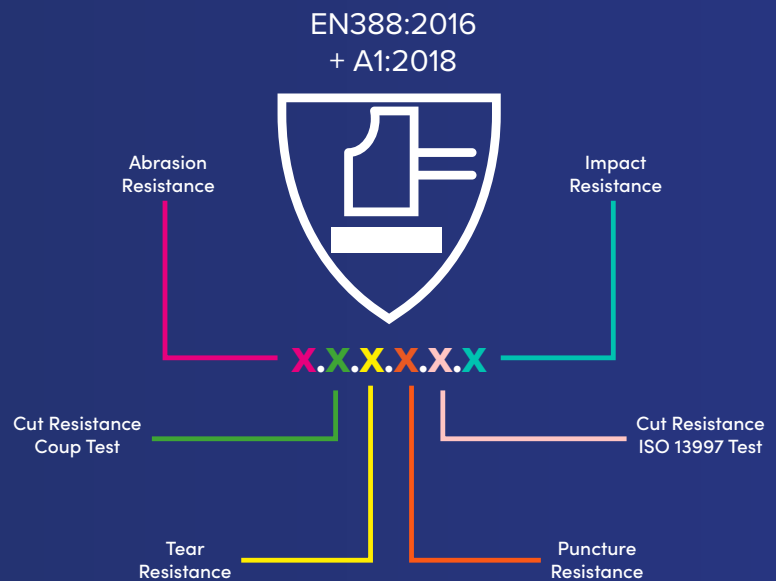 EN388:2016
+ A1:2018
Abrasion
Resistance
Impact
Resistance
X.X.X.X.X.X
Cut Resistance
Coup Test
Cut Resistance
ISO 13997 Test
Tear
Resistance
Puncture
Resistance